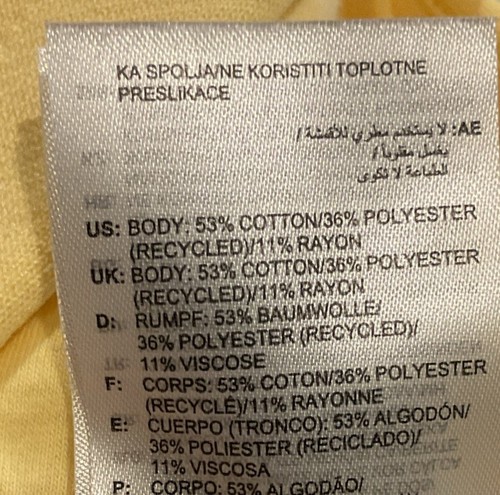 KA SPOLJA/NE KORISTITI TOPLOTNE
PRESLIKACE
AE: لا يستخدم مطري للأقمشة /
يغسل مقلوبا /
الطباعة لا تكوى
US: BODY: 53% COTTON/36% POLYESTER
(RECYCLED)/11% RAYON
UK: BODY: 53% COTTON/36% POLYESTER
(RECYCLED)/11% RAYON
D: RUMPF: 53% BAUMWOLLE/
36% POLYESTER (RECYCLED)/
11% VISCOSE
F: CORPS: 53% COTON/36% POLYESTER
(RECYCLÉ)/11% RAYONNE
E: CUERPO (TRONCO): 53% ALGODÓN/
36% POLIESTER (RECICLADO)/
11% VISCOSA
P: CORPO: 53% ALGODÃO/